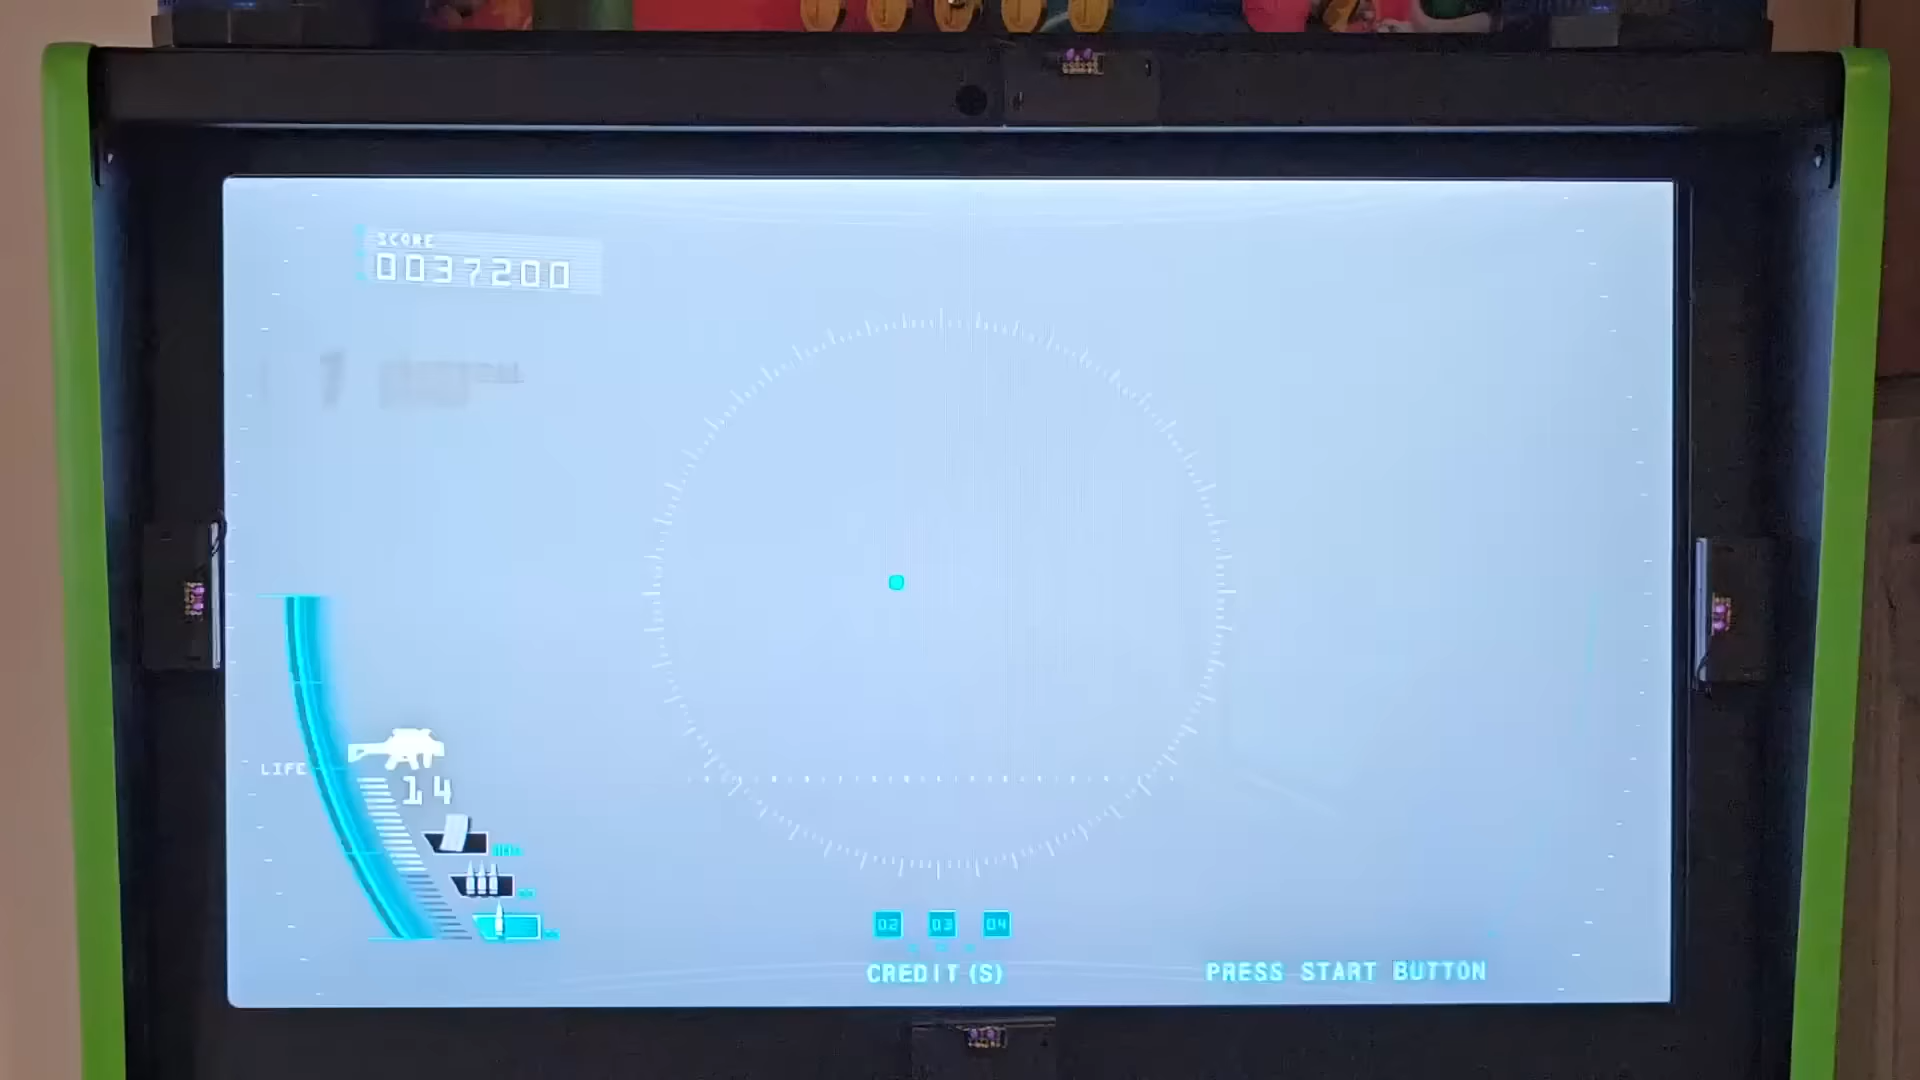 SCORE
0037200
LIFE
14
02 03 04
CREDIT(S)
PRESS START BUTTON